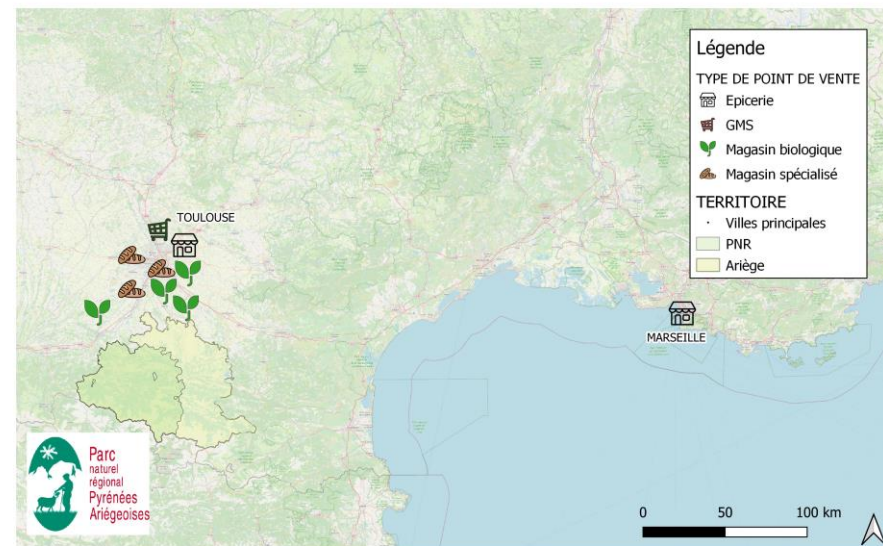 Légende
TYPE DE POINT DE VENTE
Epicerie
GMS
Magasin biologique
Magasin spécialisé
TERRITOIRE
Villes principales
PNR
Ariège
TOULOUSE
MARSEILLE
Parc
naturel
régional
Pyrénées
Ariégeoises
0 50 100 km